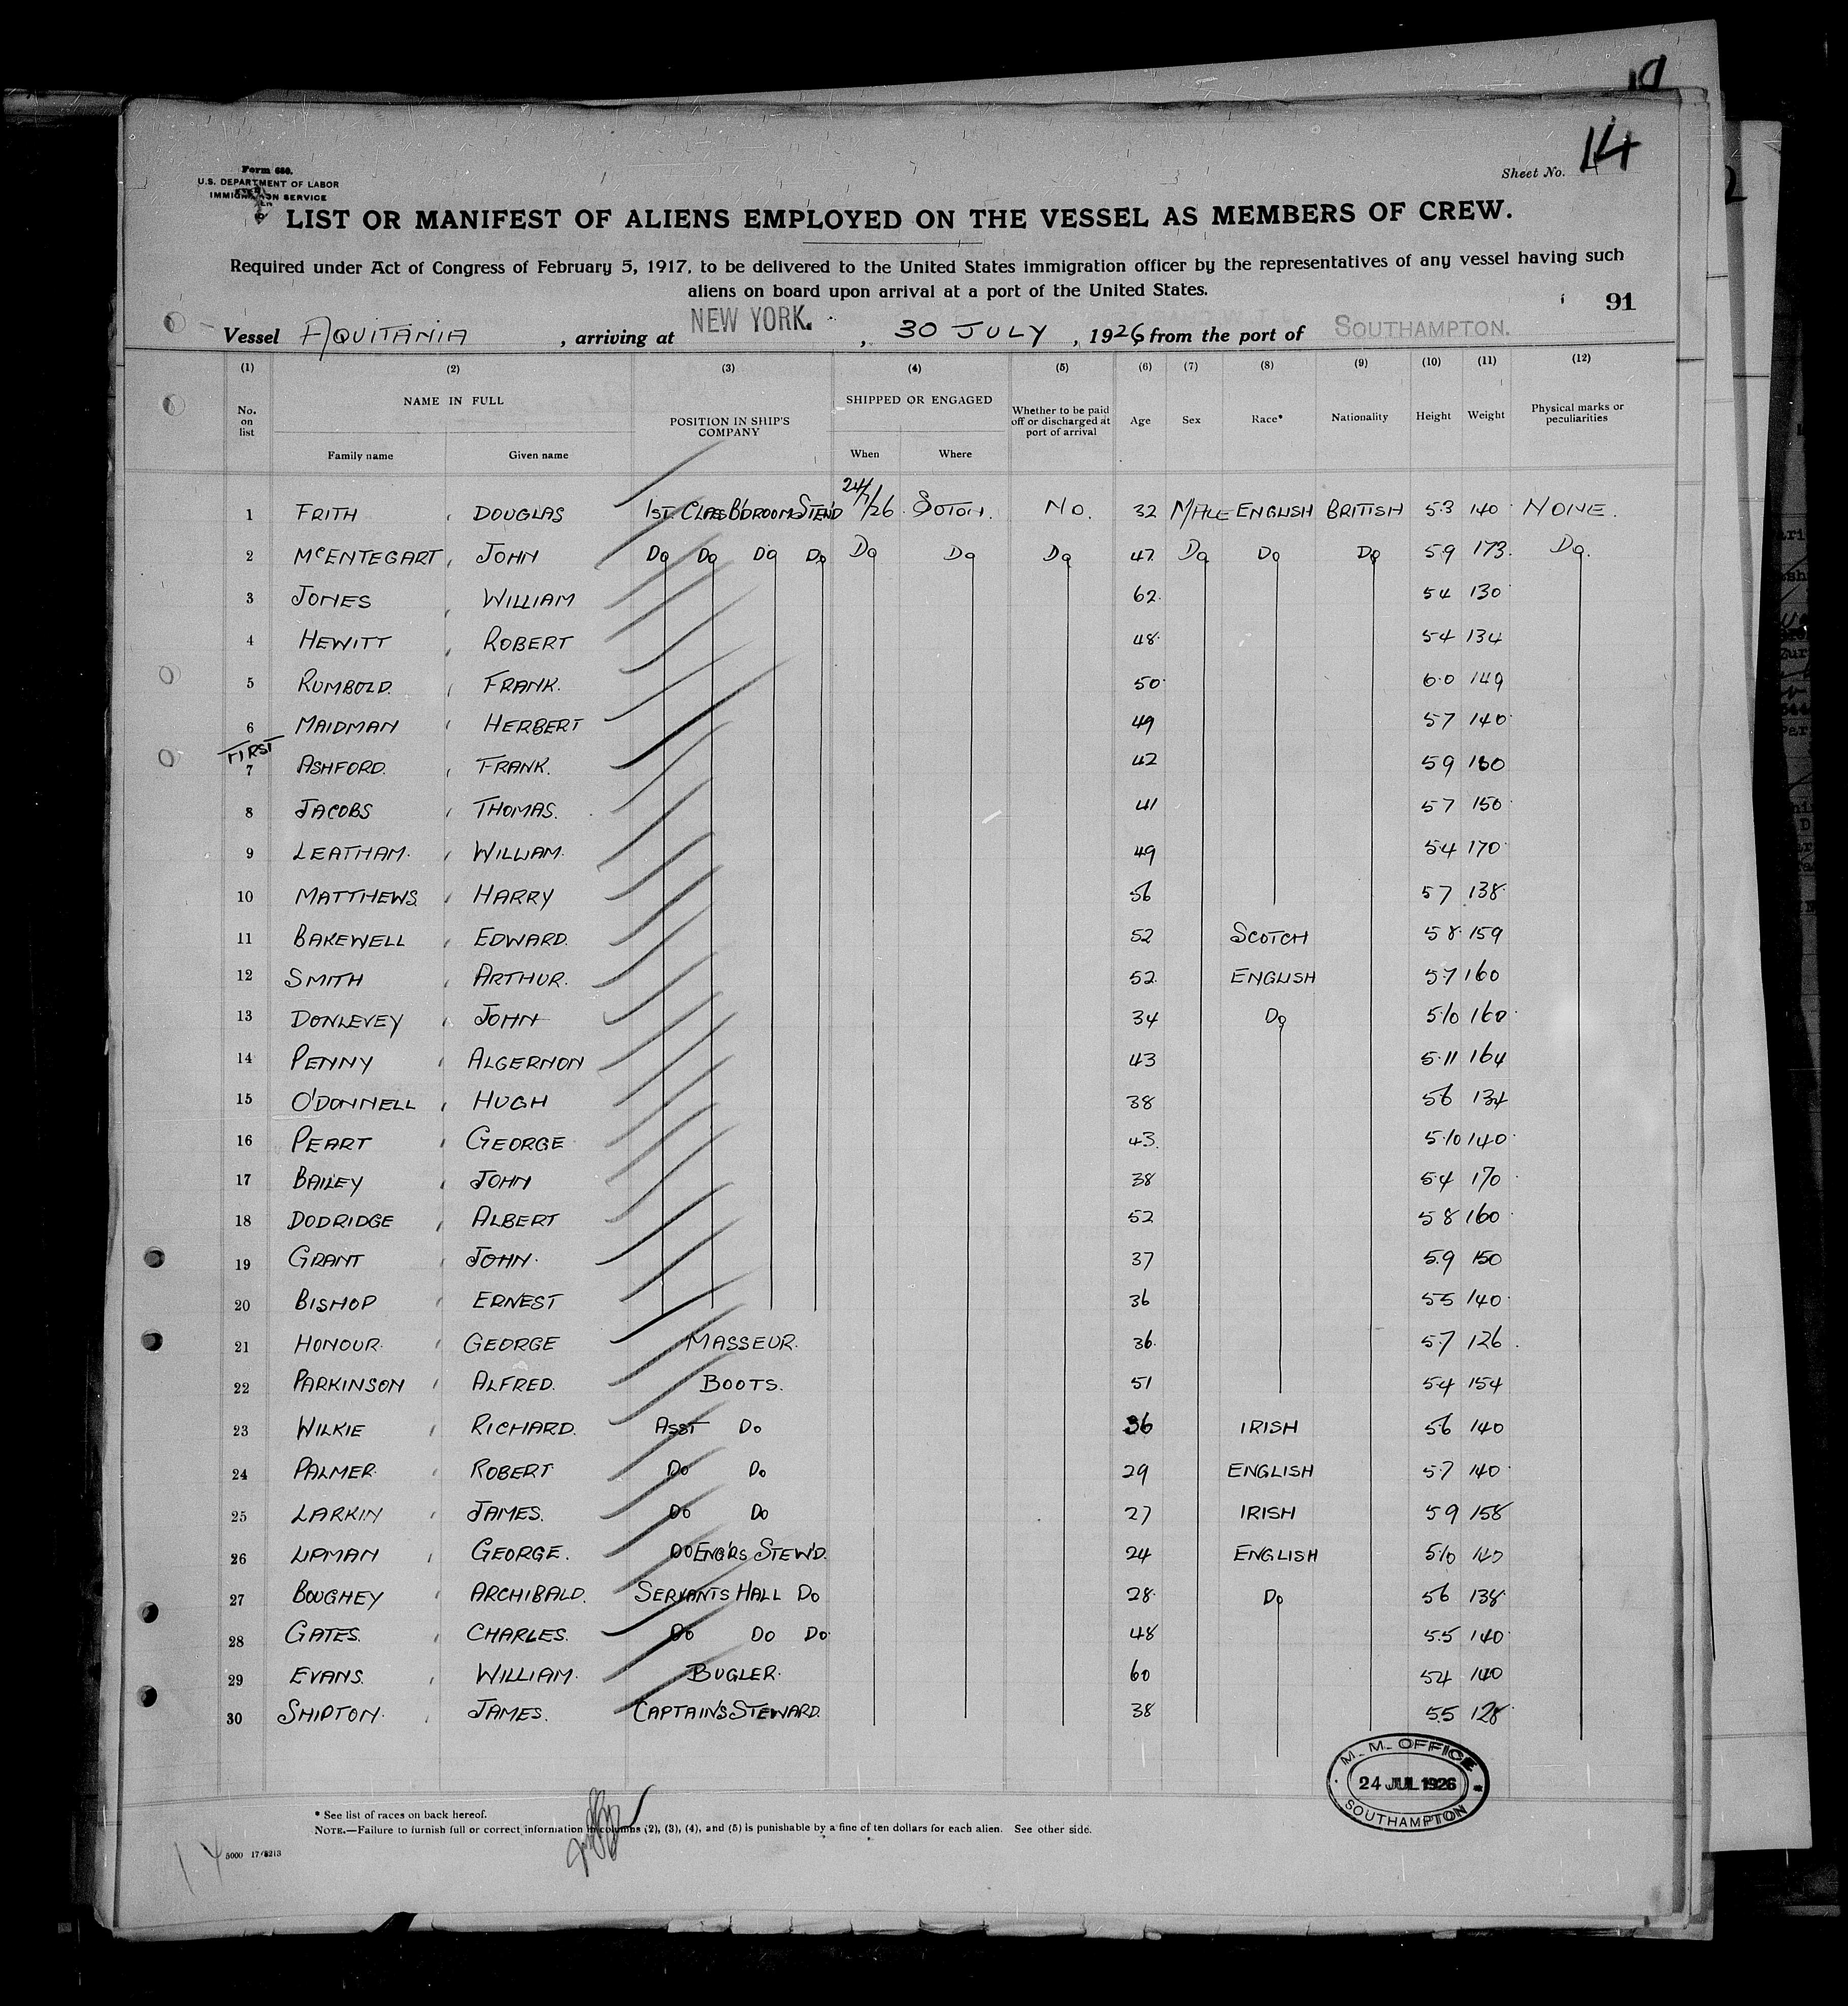 14
Form 680.
U.S. DEPARTMENT OF LABOR
IMMIGRATION SERVICE
Sheet No. 14
LIST OR MANIFEST OF ALIENS EMPLOYED ON THE VESSEL AS MEMBERS OF CREW.
Required under Act of Congress of February 5, 1917, to be delivered to the United States immigration officer by the representatives of any vessel having such
aliens on board upon arrival at a port of the United States.
91
Vessel AQUITANIA, arriving at NEW YORK., 30 JULY, 1926 from the port of SOUTHAMPTON.
(1) (2) (3) (4) (5) (6) (7) (8) (9) (10) (11) (12)
No. on list NAME IN FULL POSITION IN SHIP'S COMPANY SHIPPED OR ENGAGED Whether to be paid off or discharged at port of arrival Age Sex Race* Nationality Height Weight Physical marks or peculiarities
Family name Given name When Where
1 FRITH, DOUGLAS 1ST. CLASS B'DROOM STE'D 24/7/26 SOTON. NO. 32 MALE ENGLISH BRITISH 5.3 140 NONE.
2 McENTEGART, JOHN Do Do Do Do Do Do Do 47 Do Do Do 5.9 173. Do.
3 JONES, WILLIAM 62. 5.4 130
4 HEWITT, ROBERT 48. 5.4 134
5 RUMBOLD, FRANK. 50. 6.0 149
6 MAIDMAN, HERBERT 49 5.7 140
FIRST
7 ASHFORD, FRANK. 42 5.9 160
8 JACOBS, THOMAS. 41 5.7 150
9 LEATHAM, WILLIAM. 49 5.4 170
10 MATTHEWS, HARRY 56 5.7 138
11 BAKEWELL, EDWARD. 52 SCOTCH 5.8 159
12 SMITH, ARTHUR. 52. ENGLISH 5.7 160
13 DONLEVEY, JOHN 34 Do 5.10 160
14 PENNY, ALGERNON 43 5.11 164
15 O'DONNELL, HUGH 38 5.6 134
16 PEART, GEORGE 43. 5.10 140
17 BAILEY, JOHN 38 5.4 170
18 DODRIDGE, ALBERT 52 5.8 160
19 GRANT, JOHN. 37 5.9 150
20 BISHOP, ERNEST 36 5.5 140
21 HONOUR, GEORGE MASSEUR. 36. 5.7 126
22 PARKINSON, ALFRED. BOOTS. 51 5.4 154
23 WILKIE, RICHARD. ASST Do 36 IRISH 5.6 140
24 PALMER, ROBERT Do Do 29 ENGLISH 5.7 140
25 LARKIN, JAMES. Do Do 27 IRISH 5.9 158
26 LIPMAN, GEORGE. Do ENG'RS STEW'D. 24 ENGLISH 5.10
27 BOUGHEY, ARCHIBALD. SERVANTS HALL Do 28. Do 5.6 138
28 GATES, CHARLES. Do Do Do 48 5.5 140
29 EVANS, WILLIAM. BUGLER. 60 5.4 140
30 SHIPTON, JAMES. CAPTAIN'S STEWARD. 38 5.5 128
M. M. OFFICE
24 JUL 1926
SOUTHAMPTON
* See list of races on back hereof.
NOTE.—Failure to furnish full or correct information in columns (2), (3), (4), and (5) is punishable by a fine of ten dollars for each alien. See other side.
14
5000 17/8213